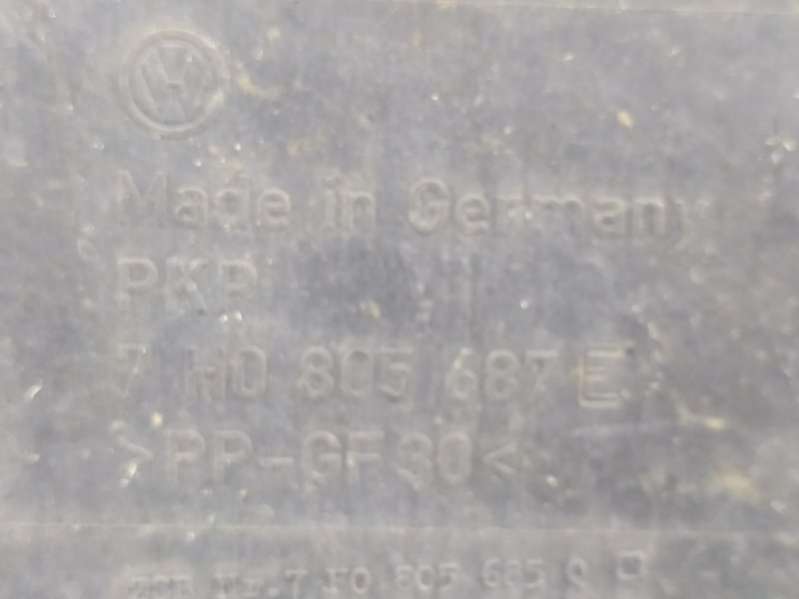 Made in Germany
PKP
7H0 805 687 E
>PP-GF30<